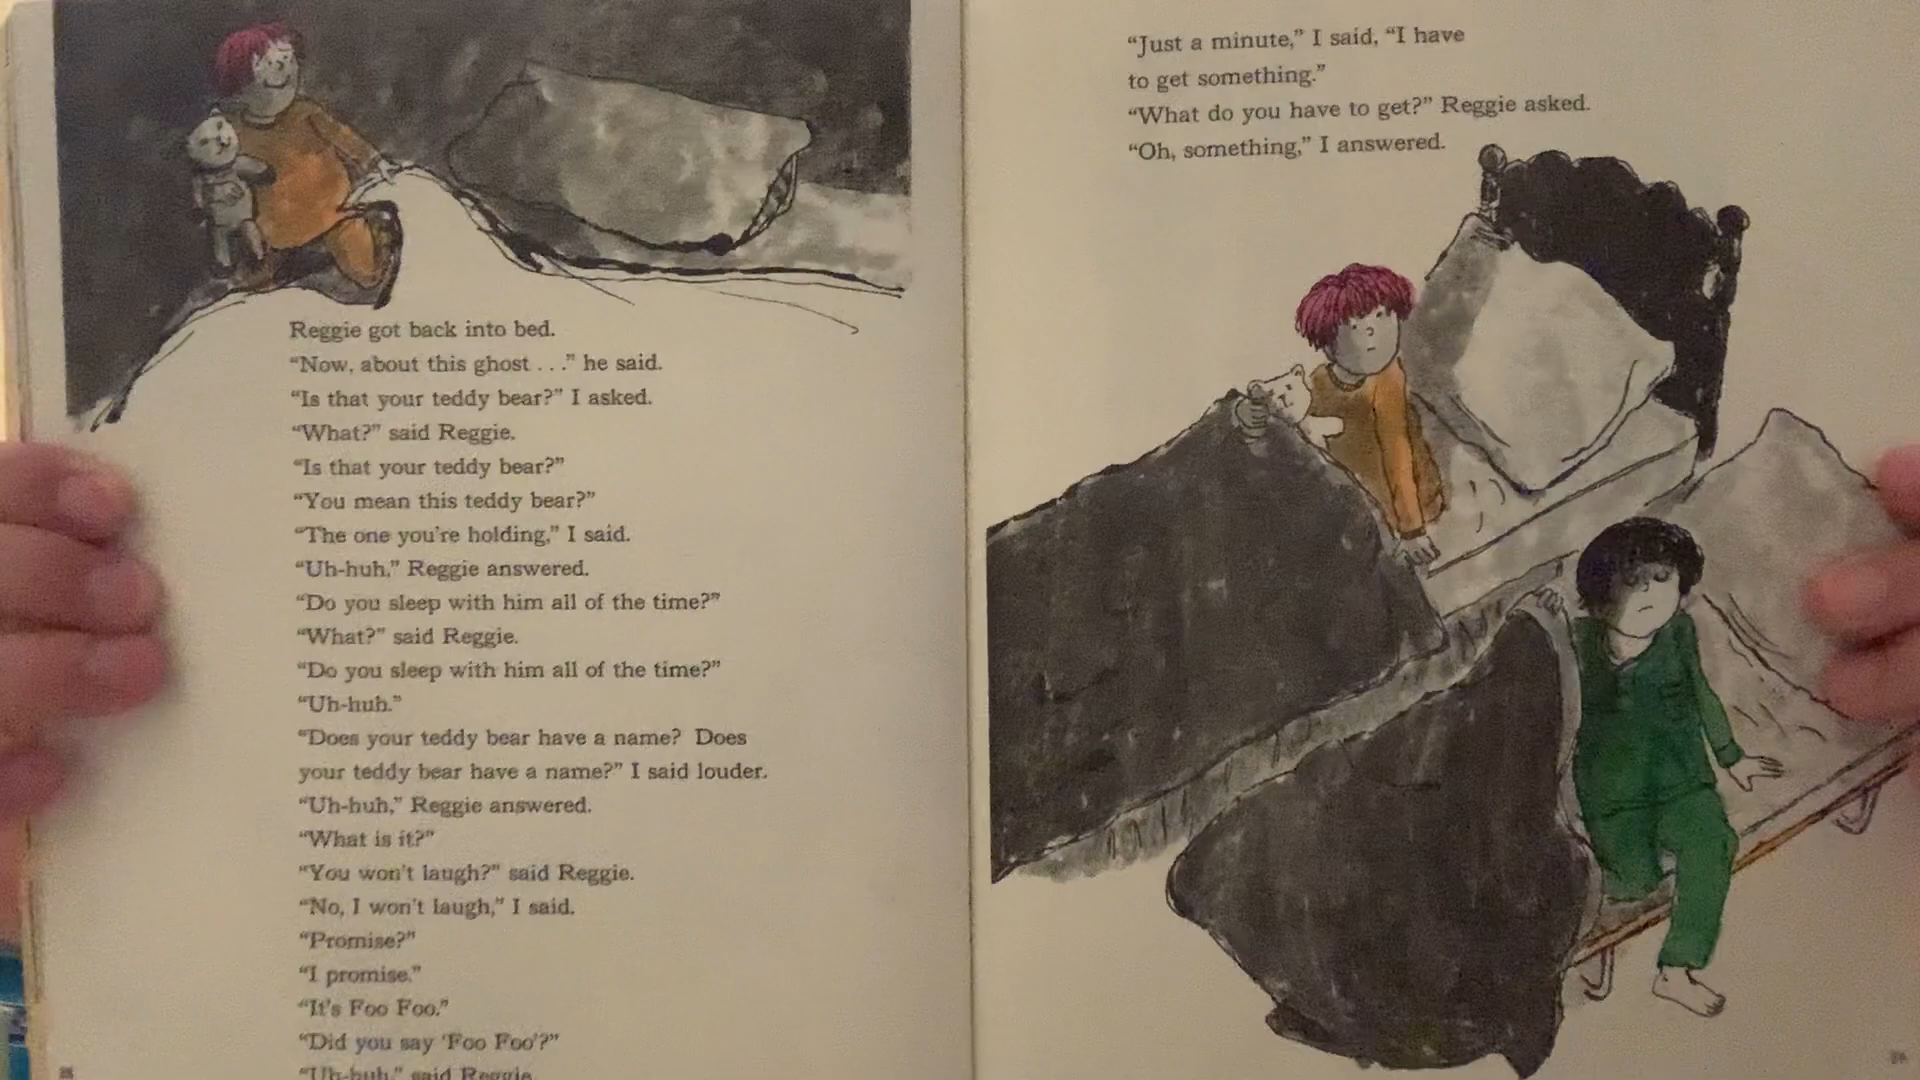 Reggie got back into bed.
“Now, about this ghost . . .” he said.
“Is that your teddy bear?” I asked.
“What?” said Reggie.
“Is that your teddy bear?”
“You mean this teddy bear?”
“The one you’re holding,” I said.
“Uh-huh,” Reggie answered.
“Do you sleep with him all of the time?”
“What?” said Reggie.
“Do you sleep with him all of the time?”
“Uh-huh.”
“Does your teddy bear have a name? Does
your teddy bear have a name?” I said louder.
“Uh-huh,” Reggie answered.
“What is it?”
“You won’t laugh?” said Reggie.
“No, I won’t laugh,” I said.
“Promise?”
“I promise.”
“It’s Foo Foo.”
“Did you say ‘Foo Foo’?”
“Uh-huh,” said Reggie.
“Just a minute,” I said, “I have
to get something.”
“What do you have to get?” Reggie asked.
“Oh, something,” I answered.